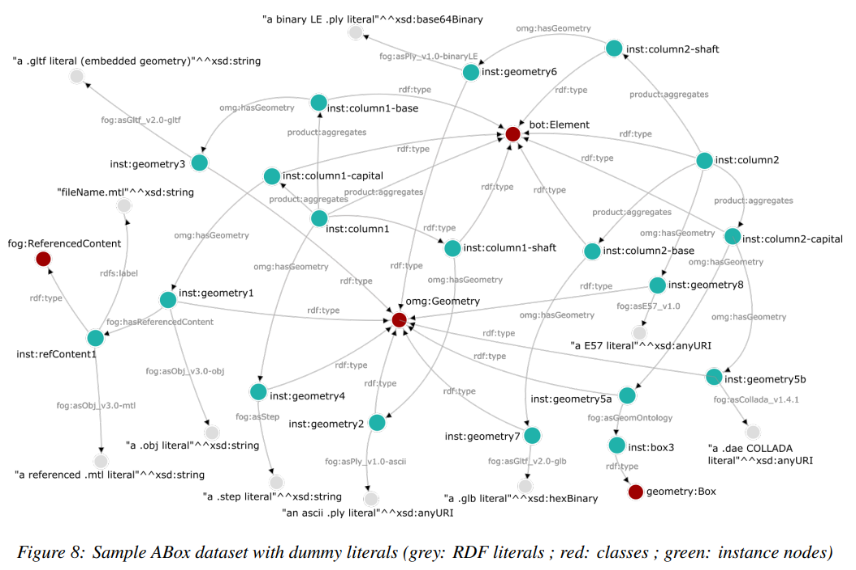 "a binary LE .ply literal"^^xsd:base64Binary
omg:hasGeometry
inst:column2-shaft
"a .gltf literal (embedded geometry)"^^xsd:string
fog:asPly_v1.0-binaryLE
inst:geometry6
rdf:type
rdf:type
product:aggregates
omg:hasGeometry
inst:column1-base
fog:asGltf_v2.0-gltf
bot:Element
product:aggregates
rdf:type
rdf:type
inst:geometry3
inst:column2
inst:column1-capital
rdf:type
rdf:type
"fileName.mtl"^^xsd:string
product:aggregates
product:aggregates
rdf:type
product:aggregates
product:aggregates
inst:column1
rdf:type
fog:ReferencedContent
omg:hasGeometry
omg:hasGeometry
inst:column2-capital
inst:column1-shaft
inst:column2-base
rdfs:label
omg:hasGeometry
omg:hasGeometry
rdf:type
inst:geometry1
rdf:type
rdf:type
inst:geometry8
omg:Geometry
fog:asE57_v1.0
omg:hasGeometry
omg:hasGeometry
omg:hasGeometry
fog:hasReferencedContent
rdf:type
inst:refContent1
"a E57 literal"^^xsd:anyURI
rdf:type
fog:asObj_v3.0-obj
rdf:type
inst:geometry5b
inst:geometry4
rdf:type
rdf:type
inst:geometry5a
fog:asCollada_v1.4.1
fog:asObj_v3.0-mtl
fog:asStep
inst:geometry2
fog:asGeomOntology
inst:geometry7
"a .obj literal"^^xsd:string
inst:box3
"a .dae COLLADA
literal"^^xsd:anyURI
fog:asPly_v1.0-ascii
fog:asGltf_v2.0-glb
rdf:type
"a referenced .mtl literal"^^xsd:string
geometry:Box
"a .step literal"^^xsd:string
"a .glb literal"^^xsd:hexBinary
"an ascii .ply literal"^^xsd:anyURI
Figure 8: Sample ABox dataset with dummy literals (grey: RDF literals ; red: classes ; green: instance nodes)